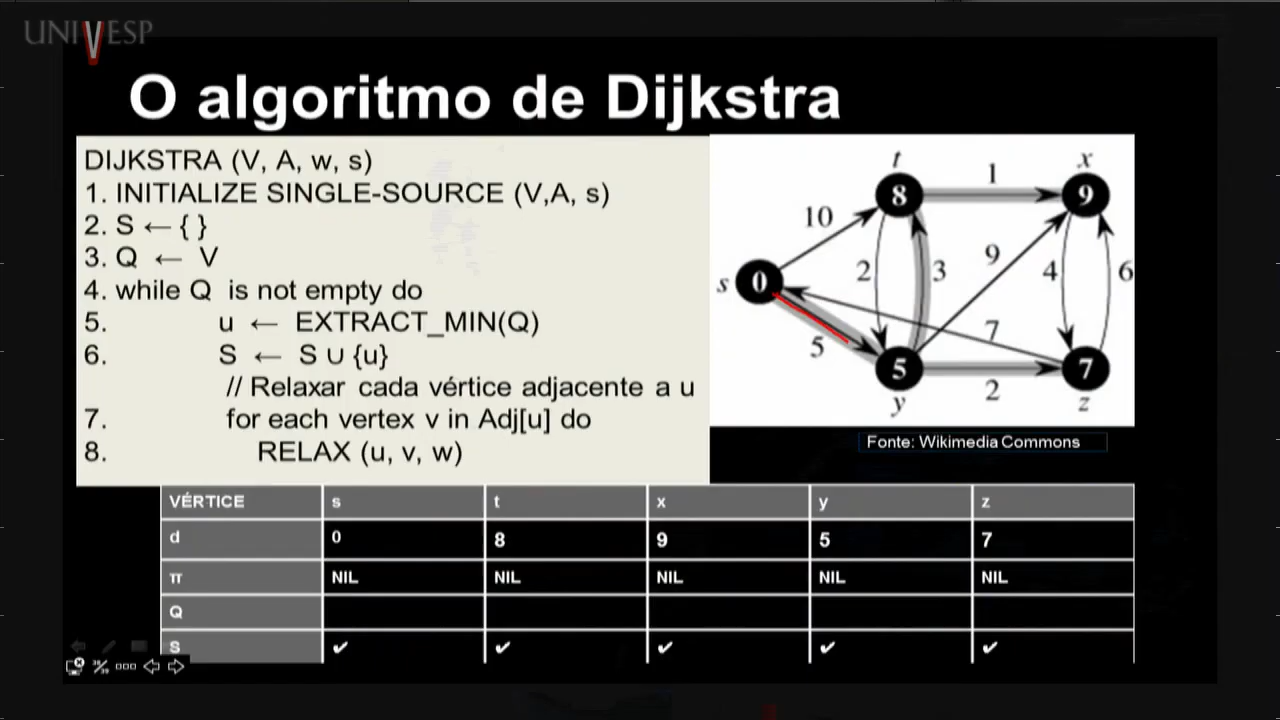 UNIVESP
O algoritmo de Dijkstra
DIJKSTRA (V, A, w, s)
1. INITIALIZE SINGLE-SOURCE (V,A, s)
2. S ← { }
3. Q ← V
4. while Q is not empty do
5. u ← EXTRACT_MIN(Q)
6. S ← S ∪ {u}
// Relaxar cada vértice adjacente a u
7. for each vertex v in Adj[u] do
8. RELAX (u, v, w)
t x
1
8 9
10
9
2 3 4 6
s 0
7
5
5 7
2
y z
Fonte: Wikimedia Commons
VÉRTICE s t x y z
d 0 8 9 5 7
π NIL NIL NIL NIL NIL
Q
S ✔ ✔ ✔ ✔ ✔